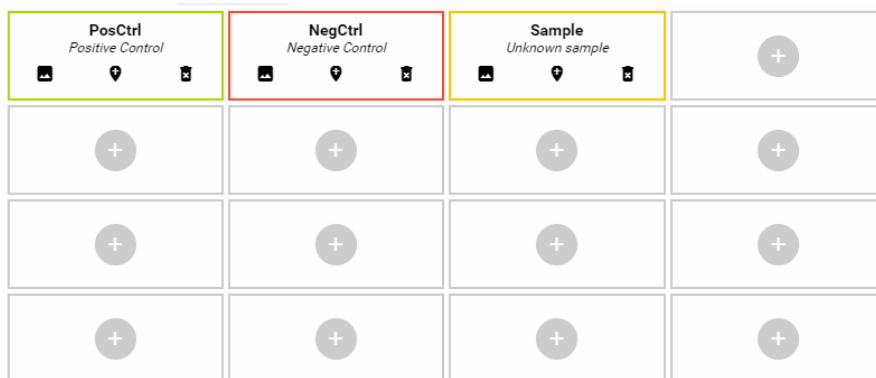 PosCtrl
Positive Control
NegCtrl
Negative Control
Sample
Unknown sample